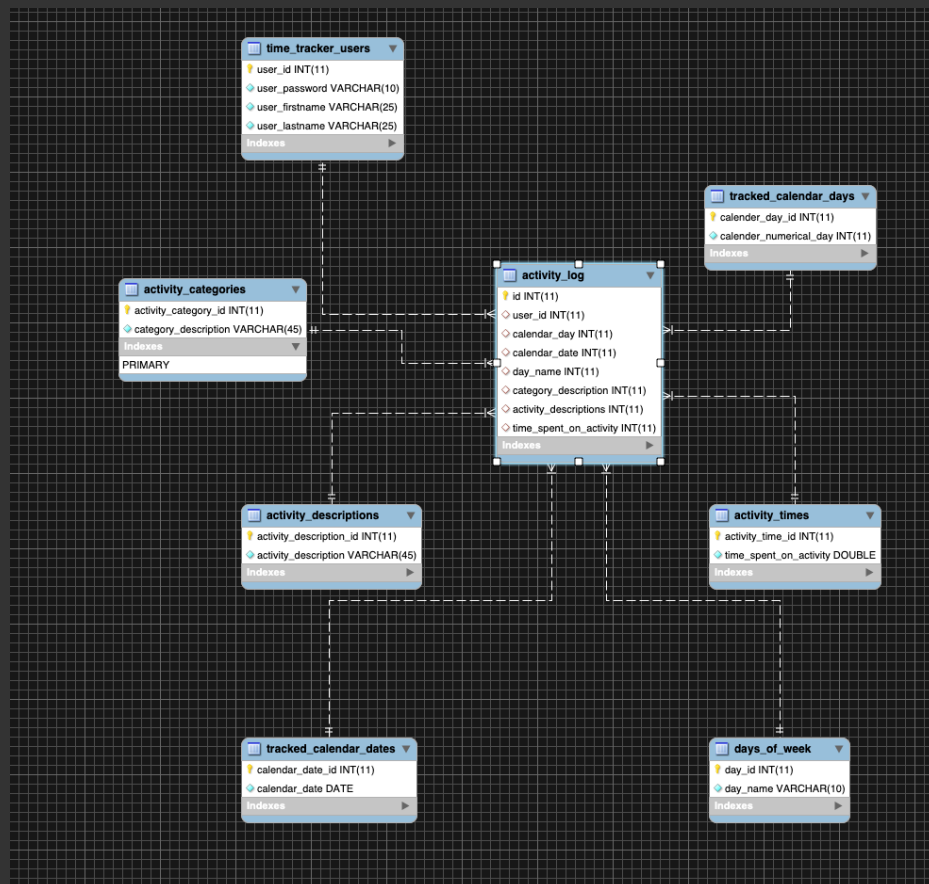 time_tracker_users
user_id INT(11)
user_password VARCHAR(10)
user_firstname VARCHAR(25)
user_lastname VARCHAR(25)
Indexes
tracked_calendar_days
calender_day_id INT(11)
calender_numerical_day INT(11)
Indexes
activity_categories
activity_category_id INT(11)
category_description VARCHAR(45)
Indexes
PRIMARY
activity_log
id INT(11)
user_id INT(11)
calendar_day INT(11)
calendar_date INT(11)
day_name INT(11)
category_description INT(11)
activity_descriptions INT(11)
time_spent_on_activity INT(11)
Indexes
activity_descriptions
activity_description_id INT(11)
activity_description VARCHAR(45)
Indexes
activity_times
activity_time_id INT(11)
time_spent_on_activity DOUBLE
Indexes
tracked_calendar_dates
calendar_date_id INT(11)
calendar_date DATE
Indexes
days_of_week
day_id INT(11)
day_name VARCHAR(10)
Indexes